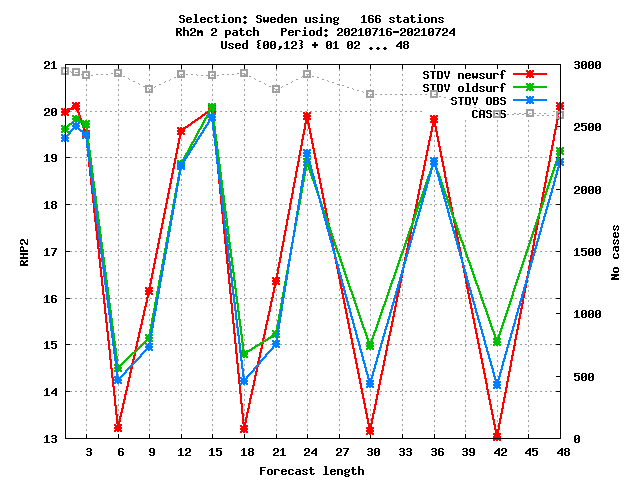 Selection: Sweden using   166 stations
Rh2m 2 patch   Period: 20210716-20210724
Used {00,12} + 01 02 ... 48
21
20
19
18
17
16
15
14
13
RHP2
3000
2500
2000
1500
1000
500
0
No cases
STDV newsurf
STDV oldsurf
STDV OBS
CASES
3 6 9 12 15 18 21 24 27 30 33 36 39 42 45 48
Forecast length